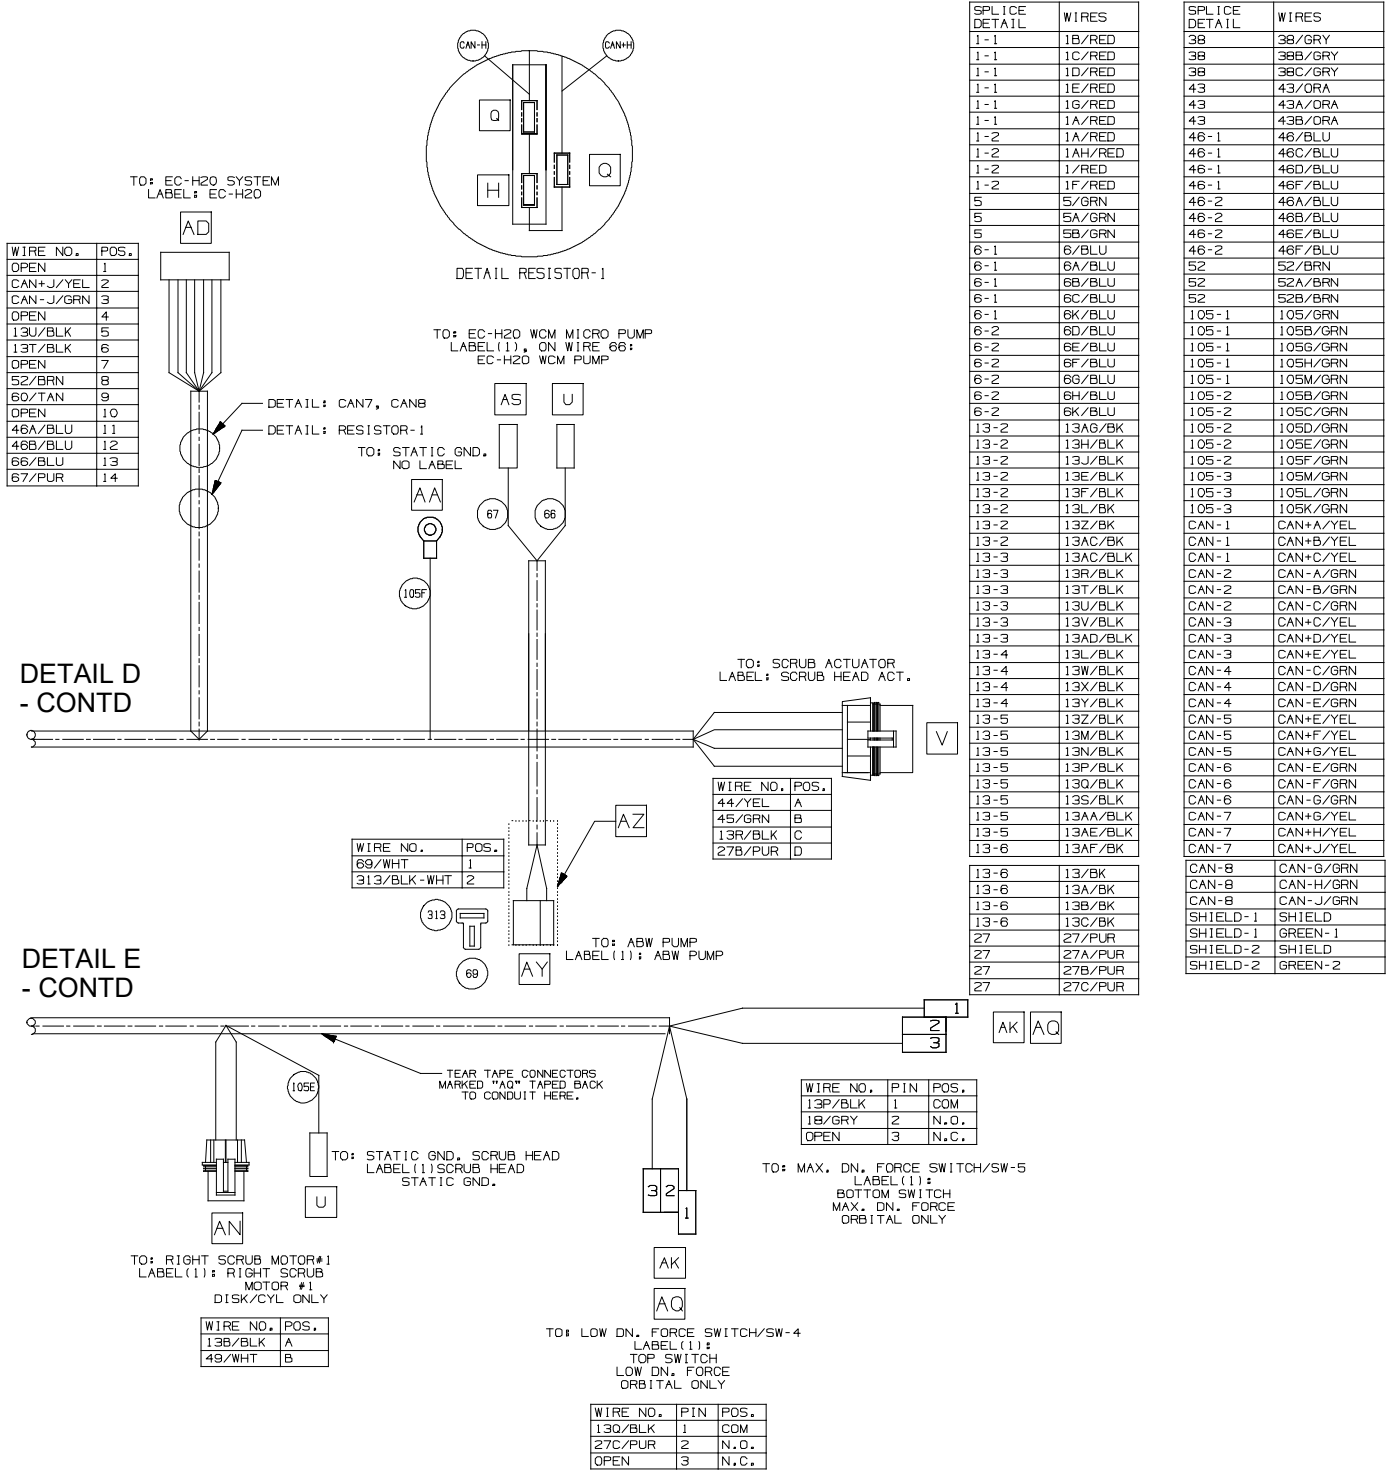 CAN-H
CAN+H
Q
H
Q
DETAIL RESISTOR-1
TO: EC-H2O SYSTEM
LABEL: EC-H2O
AD
WIRE NO. POS.
OPEN 1
CAN+J/YEL 2
CAN-J/GRN 3
OPEN 4
13U/BLK 5
13T/BLK 6
OPEN 7
52/BRN 8
60/TAN 9
OPEN 10
46A/BLU 11
46B/BLU 12
66/BLU 13
67/PUR 14
DETAIL: CAN7, CAN8
DETAIL: RESISTOR-1
TO: STATIC GND.
NO LABEL
AA
105F
TO: EC-H2O WCM MICRO PUMP
LABEL(1), ON WIRE 66:
EC-H2O WCM PUMP
AS
U
67
66
DETAIL D
- CONTD
TO: SCRUB ACTUATOR
LABEL: SCRUB HEAD ACT.
V
WIRE NO. POS.
44/YEL A
45/GRN B
13R/BLK C
27B/PUR D
AZ
WIRE NO. POS.
69/WHT 1
313/BLK-WHT 2
313
69
AY
TO: ABW PUMP
LABEL(1): ABW PUMP
DETAIL E
- CONTD
TEAR TAPE CONNECTORS
MARKED "AQ" TAPED BACK
TO CONDUIT HERE.
105E
TO: STATIC GND. SCRUB HEAD
LABEL(1)SCRUB HEAD
STATIC GND.
U
AN
TO: RIGHT SCRUB MOTOR#1
LABEL(1): RIGHT SCRUB
MOTOR #1
DISK/CYL ONLY
WIRE NO. POS.
13B/BLK A
49/WHT B
1
2
3
AK AQ
WIRE NO. PIN POS.
13P/BLK 1 COM
18/GRY 2 N.O.
OPEN 3 N.C.
TO: MAX. DN. FORCE SWITCH/SW-5
LABEL(1):
BOTTOM SWITCH
MAX. DN. FORCE
ORBITAL ONLY
3 2
1
AK
AQ
TO: LOW DN. FORCE SWITCH/SW-4
LABEL(1):
TOP SWITCH
LOW DN. FORCE
ORBITAL ONLY
WIRE NO. PIN POS.
13Q/BLK 1 COM
27C/PUR 2 N.O.
OPEN 3 N.C.
SPLICE
DETAIL WIRES
1-1 1B/RED
1-1 1C/RED
1-1 1D/RED
1-1 1E/RED
1-1 1G/RED
1-1 1A/RED
1-2 1A/RED
1-2 1AH/RED
1-2 1/RED
1-2 1F/RED
5 5/GRN
5 5A/GRN
5 5B/GRN
6-1 6/BLU
6-1 6A/BLU
6-1 6B/BLU
6-1 6C/BLU
6-1 6K/BLU
6-2 6D/BLU
6-2 6E/BLU
6-2 6F/BLU
6-2 6G/BLU
6-2 6H/BLU
6-2 6K/BLU
13-2 13AG/BK
13-2 13H/BLK
13-2 13J/BLK
13-2 13E/BLK
13-2 13F/BLK
13-2 13L/BK
13-2 13Z/BK
13-2 13AC/BK
13-3 13AC/BLK
13-3 13R/BLK
13-3 13T/BLK
13-3 13U/BLK
13-3 13V/BLK
13-3 13AD/BLK
13-4 13L/BLK
13-4 13W/BLK
13-4 13X/BLK
13-4 13Y/BLK
13-5 13Z/BLK
13-5 13M/BLK
13-5 13N/BLK
13-5 13P/BLK
13-5 13Q/BLK
13-5 13S/BLK
13-5 13AA/BLK
13-5 13AE/BLK
13-6 13AF/BK
13-6 13/BK
13-6 13A/BK
13-6 13B/BK
13-6 13C/BK
27 27/PUR
27 27A/PUR
27 27B/PUR
27 27C/PUR
SPLICE
DETAIL WIRES
38 38/GRY
38 38B/GRY
38 38C/GRY
43 43/ORA
43 43A/ORA
43 43B/ORA
46-1 46/BLU
46-1 46C/BLU
46-1 46D/BLU
46-1 46F/BLU
46-2 46A/BLU
46-2 46B/BLU
46-2 46E/BLU
46-2 46F/BLU
52 52/BRN
52 52A/BRN
52 52B/BRN
105-1 105/GRN
105-1 105B/GRN
105-1 105G/GRN
105-1 105H/GRN
105-1 105M/GRN
105-2 105B/GRN
105-2 105C/GRN
105-2 105D/GRN
105-2 105E/GRN
105-2 105F/GRN
105-3 105M/GRN
105-3 105L/GRN
105-3 105K/GRN
CAN-1 CAN+A/YEL
CAN-1 CAN+B/YEL
CAN-1 CAN+C/YEL
CAN-2 CAN-A/GRN
CAN-2 CAN-B/GRN
CAN-2 CAN-C/GRN
CAN-3 CAN+C/YEL
CAN-3 CAN+D/YEL
CAN-3 CAN+E/YEL
CAN-4 CAN-C/GRN
CAN-4 CAN-D/GRN
CAN-4 CAN-E/GRN
CAN-5 CAN+E/YEL
CAN-5 CAN+F/YEL
CAN-5 CAN+G/YEL
CAN-6 CAN-E/GRN
CAN-6 CAN-F/GRN
CAN-6 CAN-G/GRN
CAN-7 CAN+G/YEL
CAN-7 CAN+H/YEL
CAN-7 CAN+J/YEL
CAN-8 CAN-G/GRN
CAN-8 CAN-H/GRN
CAN-8 CAN-J/GRN
SHIELD-1 SHIELD
SHIELD-1 GREEN-1
SHIELD-2 SHIELD
SHIELD-2 GREEN-2